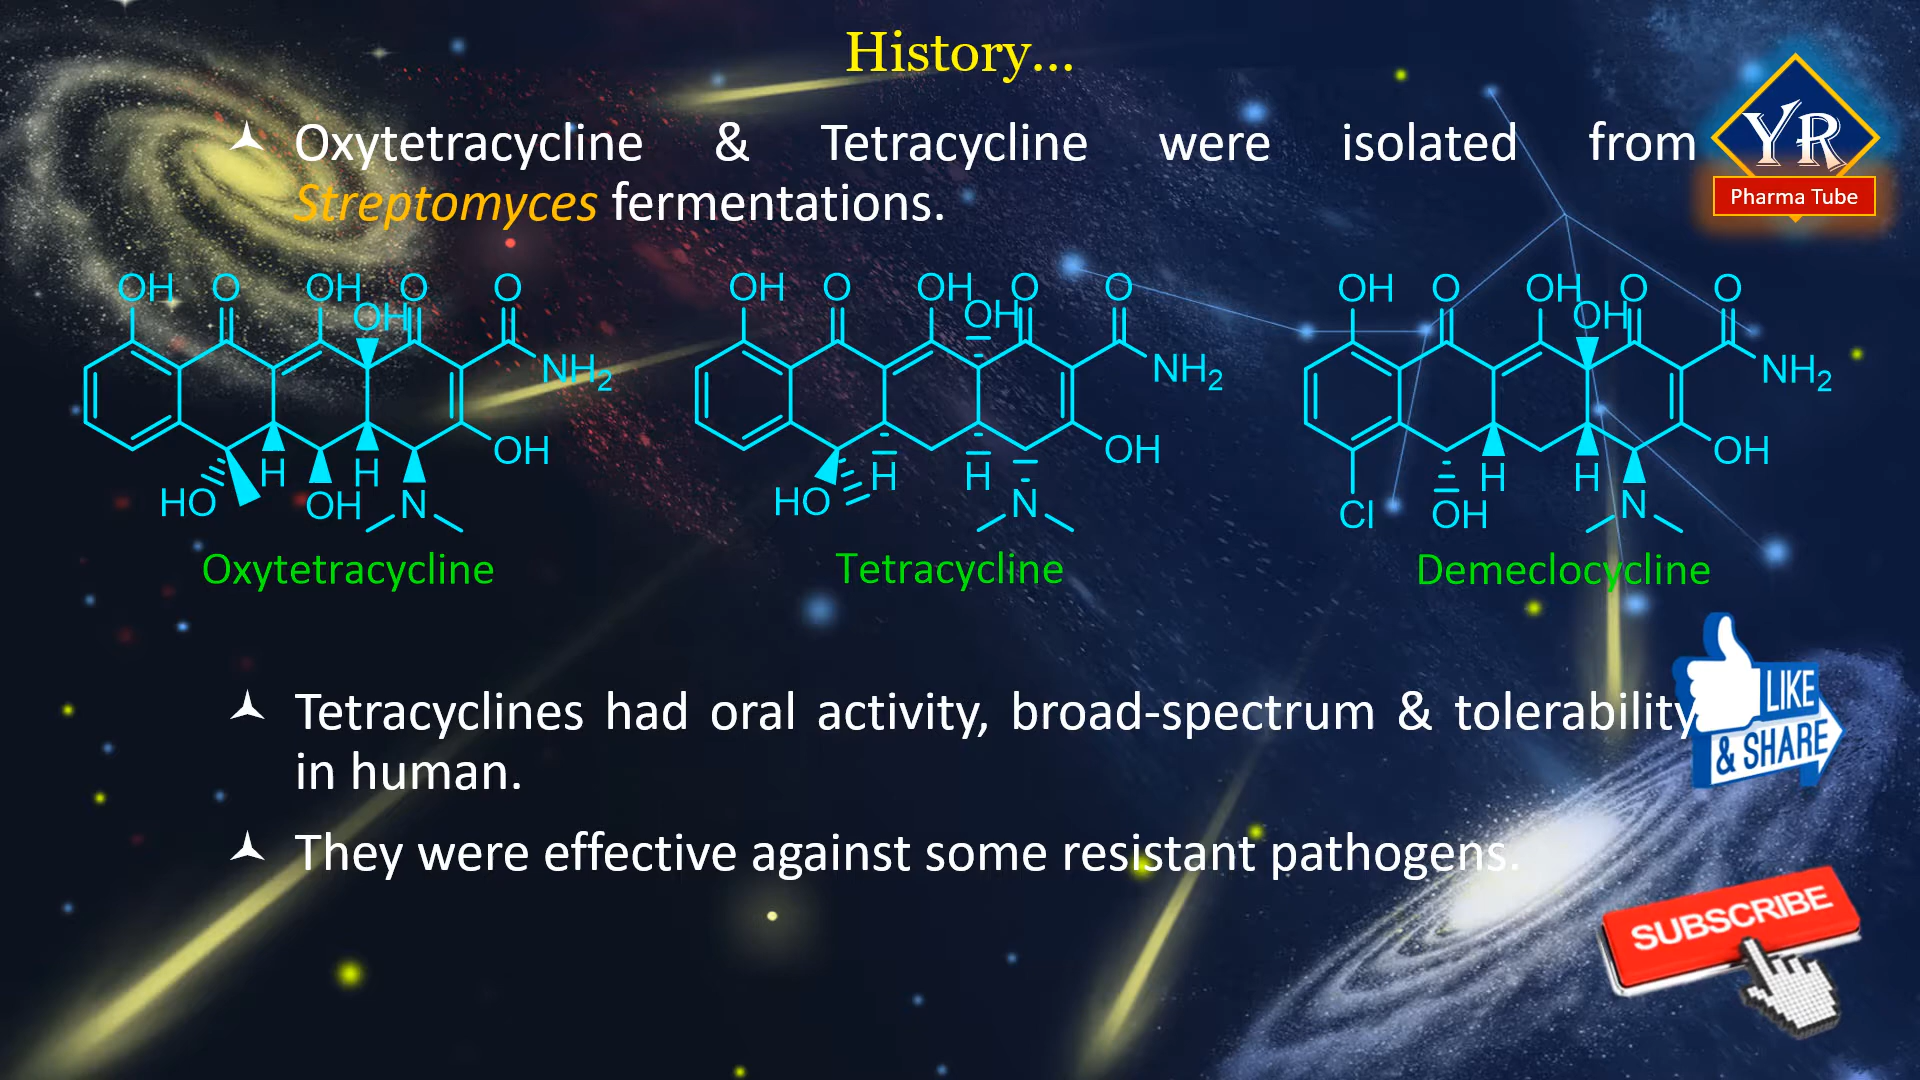 History...
Oxytetracycline & Tetracycline were isolated from
Streptomyces fermentations.
YR
Pharma Tube
OH O OH OH O O
NH2
OH
HO H OH H N
Oxytetracycline
OH O OH OH O O
NH2
OH
HO H H N
Tetracycline
OH O OH OH O O
NH2
OH
Cl OH H H N
Demeclocycline
Tetracyclines had oral activity, broad-spectrum & tolerability
in human.
LIKE
& SHARE
They were effective against some resistant pathogens.
SUBSCRIBE